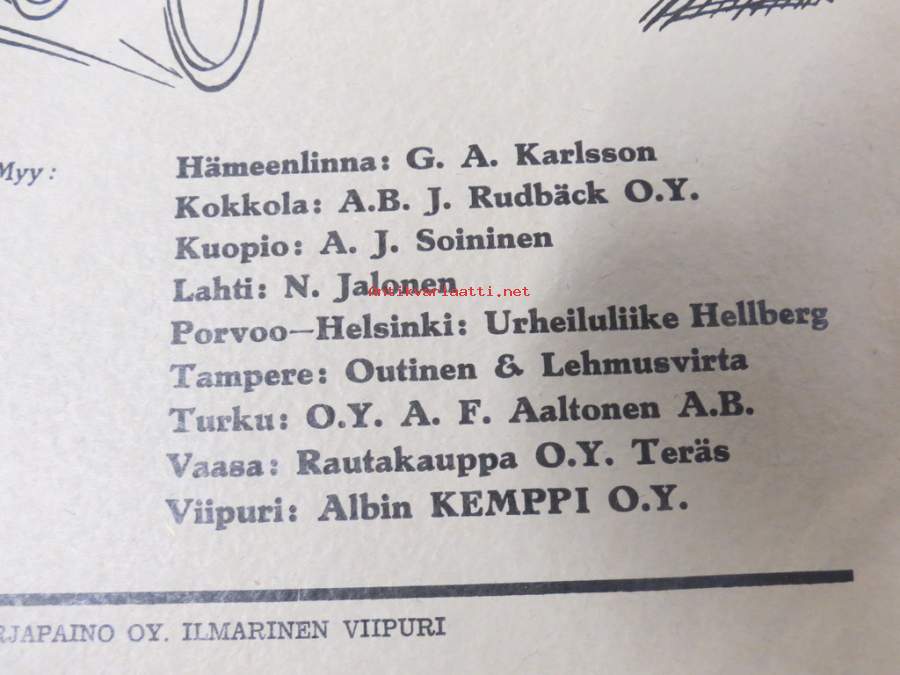 Myy:
Hämeenlinna: G. A. Karlsson
Kokkola: A.B. J. Rudbäck O.Y.
Kuopio: A. J. Soininen
Lahti: N. Jalonen
Antikvariaatti.net
Porvoo—Helsinki: Urheiluliike Hellberg
Tampere: Outinen & Lehmusvirta
Turku: O.Y. A. F. Aaltonen A.B.
Vaasa: Rautakauppa O.Y. Teräs
Viipuri: Albin KEMPPI O.Y.
RJAPAINO OY. ILMARINEN VIIPURI